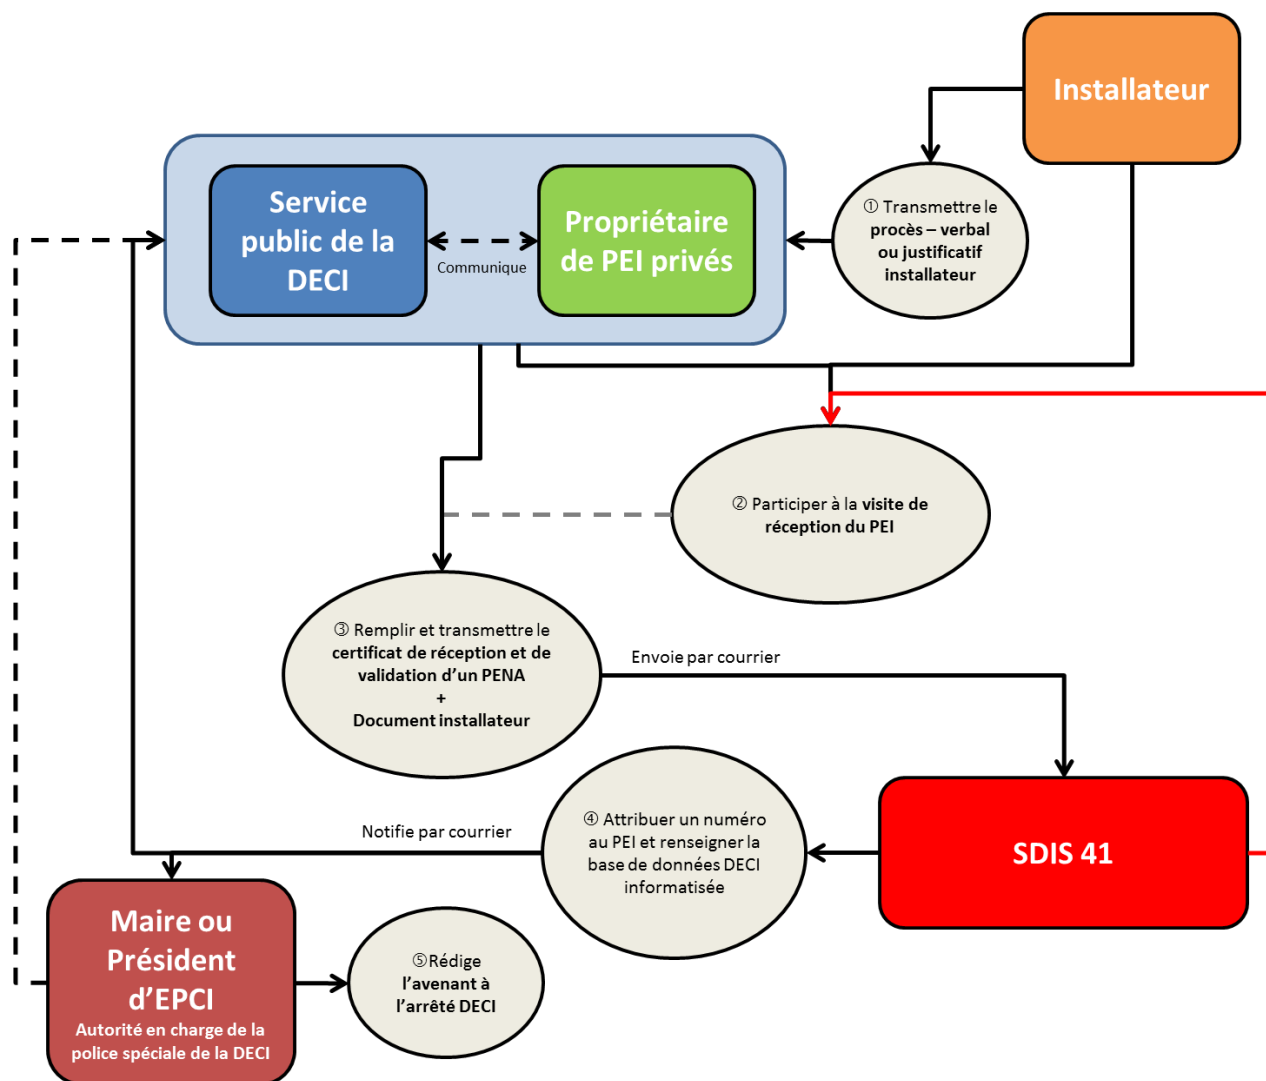 Installateur
Service
public de la
DECI
Communique
Propriétaire
de PEI privés
① Transmettre le
procès – verbal
ou justificatif
installateur
② Participer à la visite de
réception du PEI
③ Remplir et transmettre le
certificat de réception et de
validation d’un PENA
+
Document installateur
Envoie par courrier
④ Attribuer un numéro
au PEI et renseigner la
base de données DECI
informatisée
Notifie par courrier
SDIS 41
Maire ou
Président
d’EPCI
Autorité en charge de la
police spéciale de la DECI
⑤Rédige
l’avenant à
l’arrêté DECI